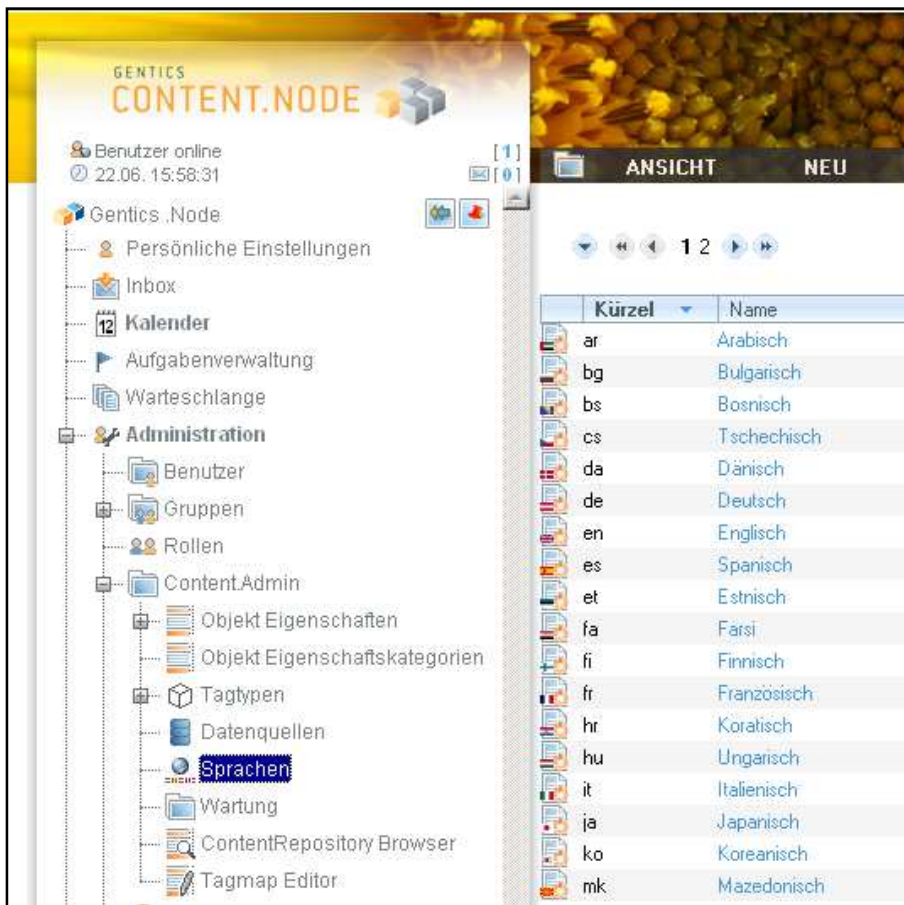 GENTICS
CONTENT.NODE
Benutzer online [1]
22.06. 15:58:31 [0]
ANSICHT NEU
Gentics .Node
Persönliche Einstellungen
Inbox
12 Kalender
Aufgabenverwaltung
Warteschlange
Administration
Benutzer
Gruppen
Rollen
Content.Admin
Objekt Eigenschaften
Objekt Eigenschaftskategorien
Tagtypen
Datenquellen
Sprachen
Wartung
ContentRepository Browser
Tagmap Editor
1 2
Kürzel Name
ar Arabisch
bg Bulgarisch
bs Bosnisch
cs Tschechisch
da Dänisch
de Deutsch
en Englisch
es Spanisch
et Estnisch
fa Farsi
fi Finnisch
fr Französisch
hr Koratisch
hu Ungarisch
it Italienisch
ja Japanisch
ko Koreanisch
mk Mazedonisch